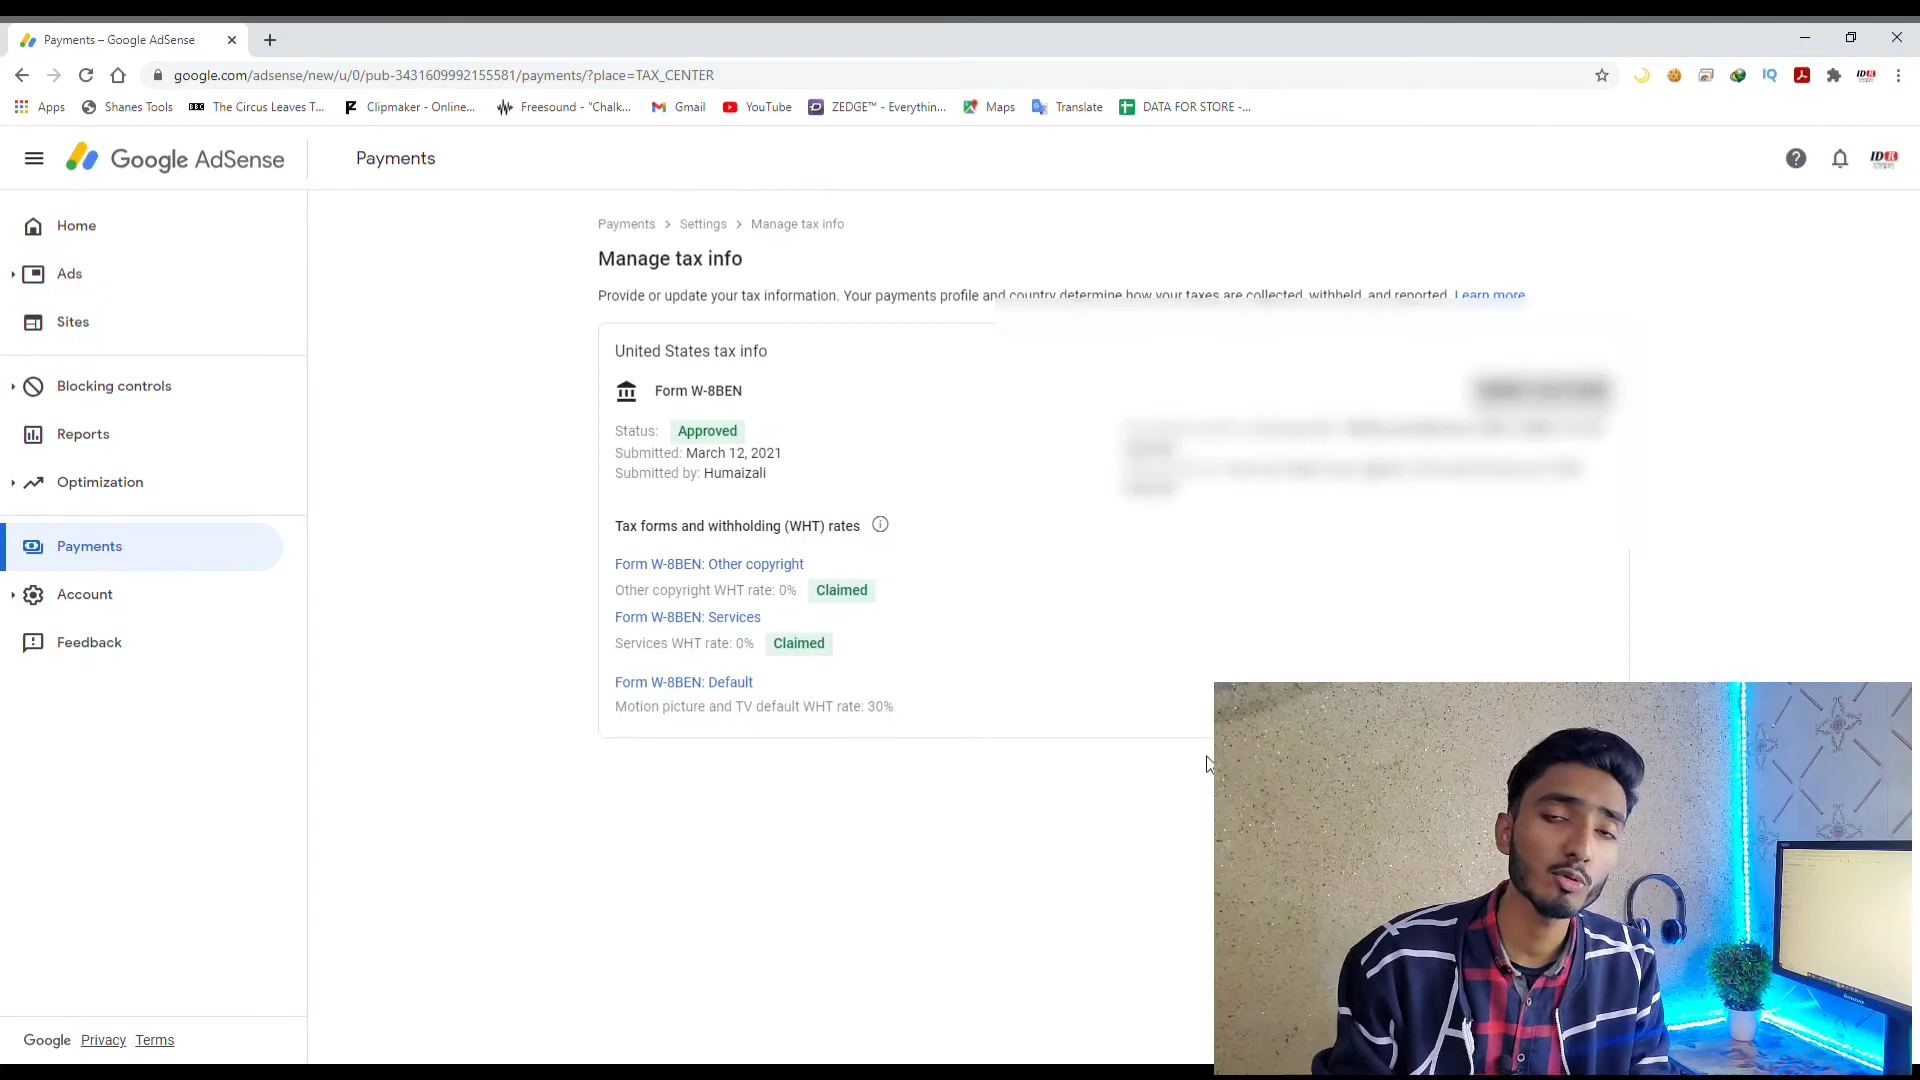 Payments – Google AdSense
google.com/adsense/new/u/0/pub-3431609992155581/payments/?place=TAX_CENTER
Apps Shanes Tools The Circus Leaves T... Clipmaker - Online... Freesound - "Chalk... Gmail YouTube ZEDGE™ - Everythin... Maps Translate DATA FOR STORE -...
Google AdSense Payments
Home
Ads
Sites
Blocking controls
Reports
Optimization
Payments
Account
Feedback
Google Privacy Terms
Payments > Settings > Manage tax info
Manage tax info
Provide or update your tax information. Your payments profile and country determine how your taxes are collected, withheld, and reported. Learn more
United States tax info
Form W-8BEN
Status: Approved
Submitted: March 12, 2021
Submitted by: Humaizali
Tax forms and withholding (WHT) rates
Form W-8BEN: Other copyright
Other copyright WHT rate: 0% Claimed
Form W-8BEN: Services
Services WHT rate: 0% Claimed
Form W-8BEN: Default
Motion picture and TV default WHT rate: 30%
lenovo